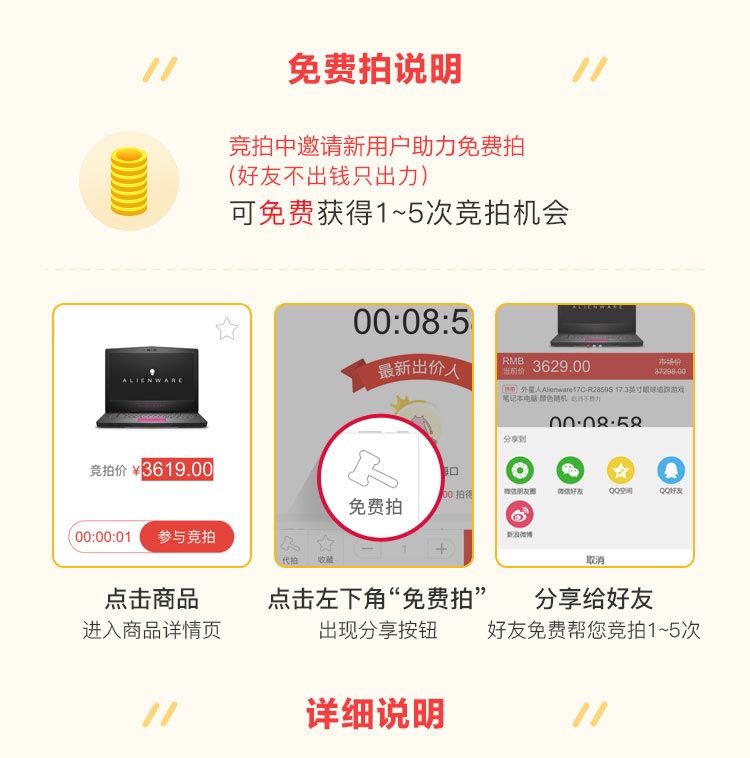 免费拍说明
竞拍中邀请新用户助力免费拍
(好友不出钱只出力)
可免费获得1~5次竞拍机会
ALIENWARE
竞拍价 ¥3619.00
00:00:01 参与竞拍
点击商品
进入商品详情页
00:08:5
最新出价人
海口
00 拍得
免费拍
代拍 收藏
1
点击左下角“免费拍”
出现分享按钮
ALIENWARE
RMB
当前价 3629.00
市场价
37298.00
外星人Alienware17C-R2859S 17.3英寸眼球追踪游戏
笔记本电脑 颜色随机
00:08:58
分享到
微信朋友圈 微信好友 QQ空间 QQ好友
新浪微博
取消
分享给好友
好友免费帮您竞拍1~5次
详细说明